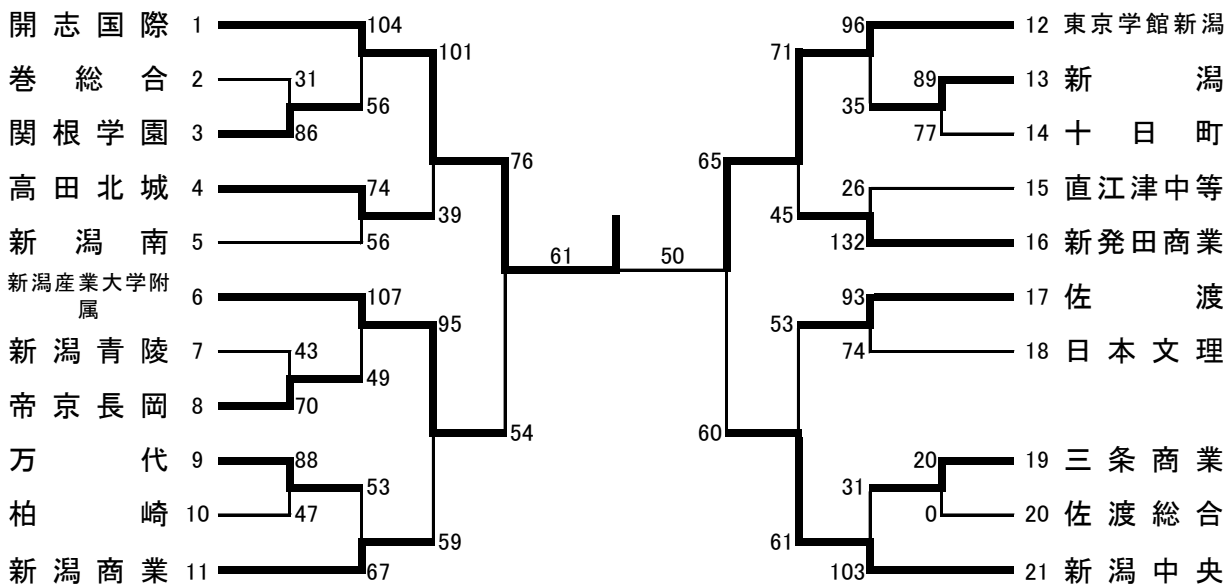 開志国際 1 104 96 12 東京学館新潟
101 71
巻総合 2 31 89 13 新潟
56 35
関根学園 3 86 77 14 十日町
76 65
高田北城 4 74 26 15 直江津中等
39 45
新潟南 5 56 132 16 新発田商業
61 50
新潟産業大学附
属
6 107 93 17 佐渡
95 53
新潟青陵 7 43 74 18 日本文理
49
帝京長岡 8 70
54 60
万代 9 88 20 19 三条商業
53 31
柏崎 10 47 0 20 佐渡総合
59 61
新潟商業 11 67 103 21 新潟中央